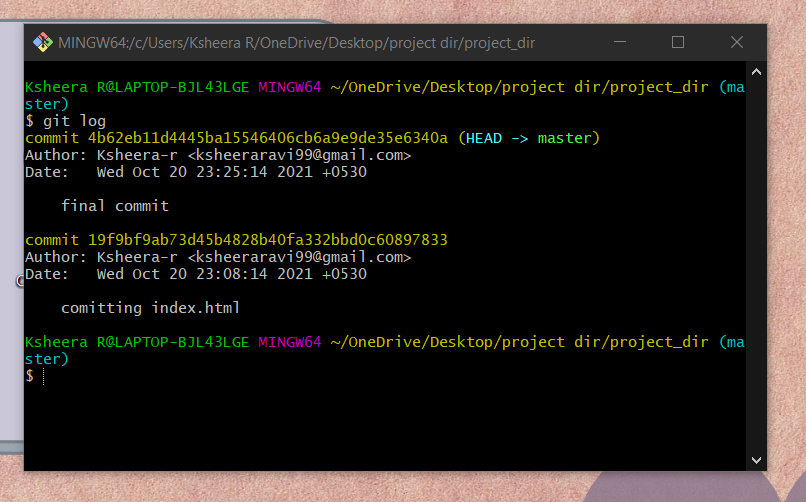 MINGW64:/c/Users/Ksheera R/OneDrive/Desktop/project dir/project_dir
Ksheera R@LAPTOP-BJL43LGE MINGW64 ~/OneDrive/Desktop/project dir/project_dir (ma
ster)
$ git log
commit 4b62eb11d4445ba15546406cb6a9e9de35e6340a (HEAD -> master)
Author: Ksheera-r <ksheeraravi99@gmail.com>
Date:   Wed Oct 20 23:25:14 2021 +0530
    final commit
commit 19f9bf9ab73d45b4828b40fa332bbd0c60897833
Author: Ksheera-r <ksheeraravi99@gmail.com>
Date:   Wed Oct 20 23:08:14 2021 +0530
    comitting index.html
Ksheera R@LAPTOP-BJL43LGE MINGW64 ~/OneDrive/Desktop/project dir/project_dir (ma
ster)
$